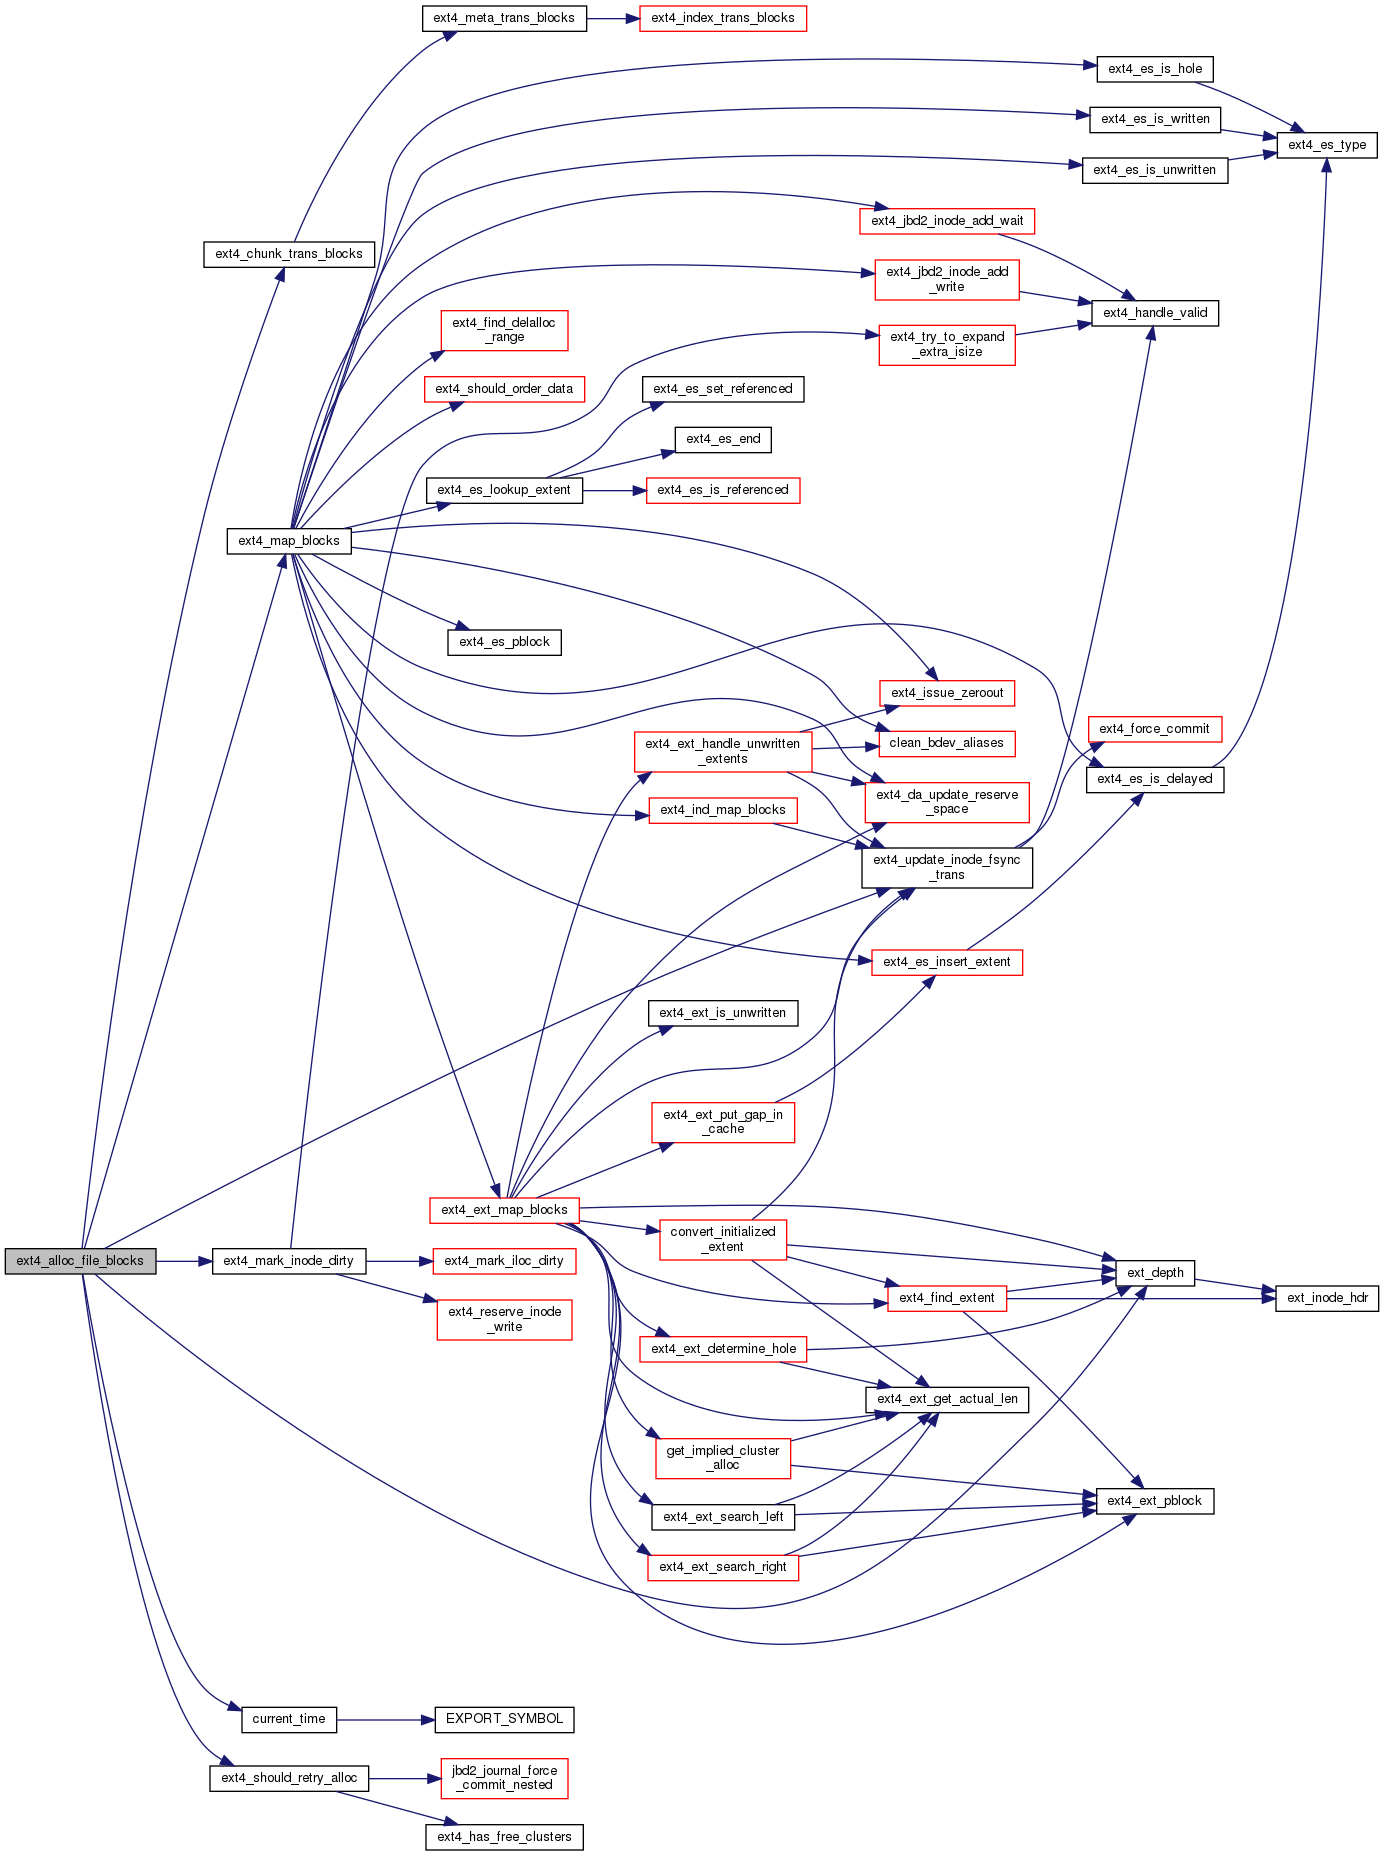 ext4_meta_trans_blocks
ext4_index_trans_blocks
ext4_es_is_hole
ext4_es_is_written
ext4_es_type
ext4_es_is_unwritten
ext4_jbd2_inode_add_wait
ext4_chunk_trans_blocks
ext4_jbd2_inode_add
_write
ext4_handle_valid
ext4_find_delalloc
_range
ext4_try_to_expand
_extra_isize
ext4_should_order_data
ext4_es_set_referenced
ext4_es_end
ext4_es_lookup_extent
ext4_es_is_referenced
ext4_map_blocks
ext4_es_pblock
ext4_issue_zeroout
ext4_force_commit
ext4_ext_handle_unwritten
_extents
clean_bdev_aliases
ext4_es_is_delayed
ext4_da_update_reserve
_space
ext4_ind_map_blocks
ext4_update_inode_fsync
_trans
ext4_es_insert_extent
ext4_ext_is_unwritten
ext4_ext_put_gap_in
_cache
ext4_ext_map_blocks
convert_initialized
_extent
ext4_alloc_file_blocks
ext4_mark_inode_dirty
ext4_mark_iloc_dirty
ext_depth
ext4_find_extent
ext_inode_hdr
ext4_reserve_inode
_write
ext4_ext_determine_hole
ext4_ext_get_actual_len
get_implied_cluster
_alloc
ext4_ext_pblock
ext4_ext_search_left
ext4_ext_search_right
current_time
EXPORT_SYMBOL
ext4_should_retry_alloc
jbd2_journal_force
_commit_nested
ext4_has_free_clusters